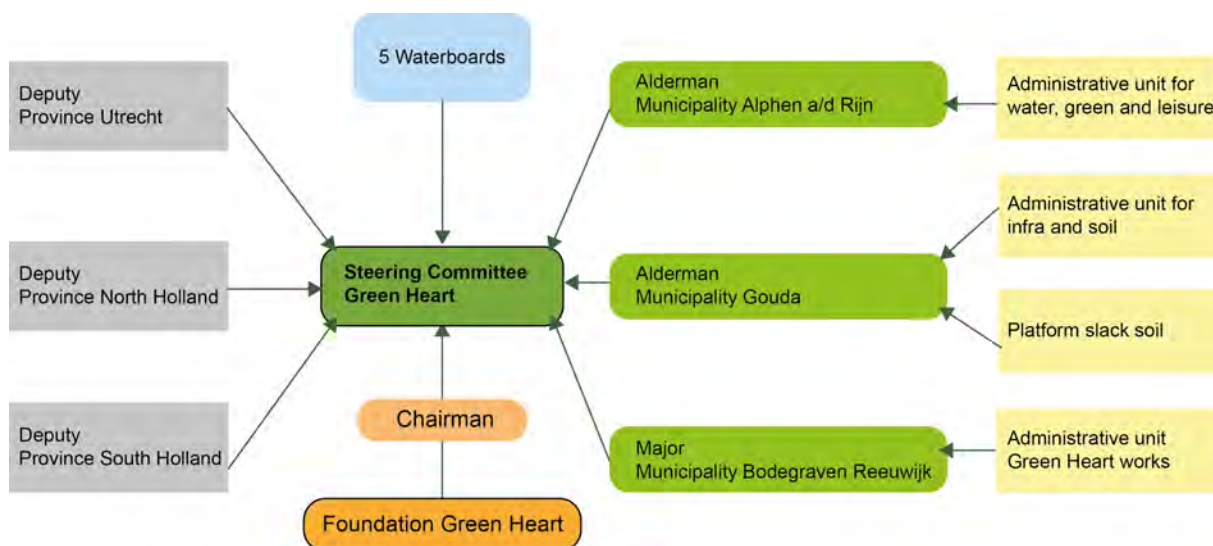 5 Waterboards
Deputy
Province Utrecht
Alderman
Municipality Alphen a/d Rijn
Administrative unit for
water, green and leisure
Administrative unit for
infra and soil
Deputy
Province North Holland
Steering Committee
Green Heart
Alderman
Municipality Gouda
Platform slack soil
Chairman
Deputy
Province South Holland
Major
Municipality Bodegraven Reeuwijk
Administrative unit
Green Heart works
Foundation Green Heart